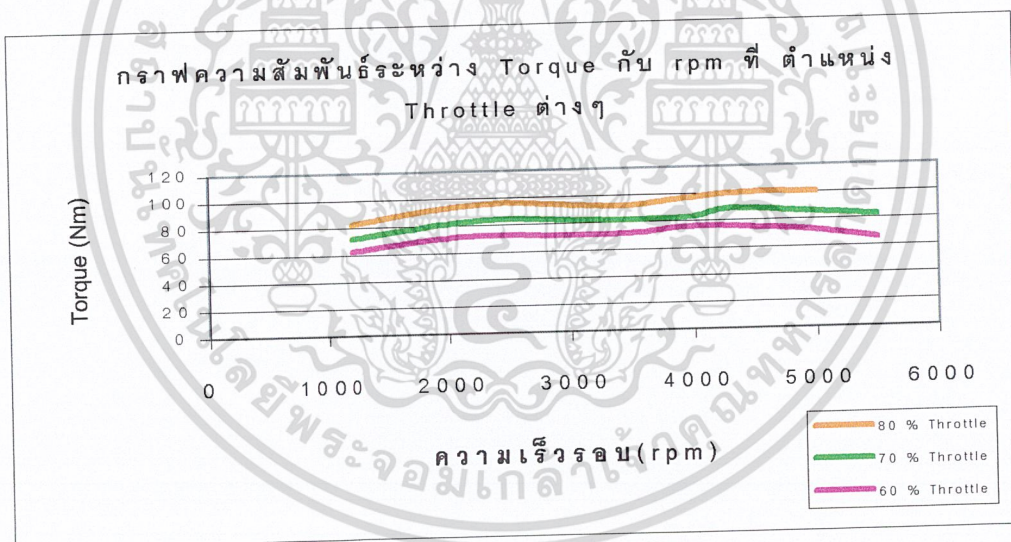 กราฟความสัมพันธ์ระหว่าง Torque กับ rpm ที่ ตำแหน่ง
Throttle ต่างๆ
Torque (Nm)
120
100
80
60
40
20
0
0 1000 2000 3000 4000 5000 6000
ความเร็วรอบ(rpm)
80 % Throttle
70 % Throttle
60 % Throttle